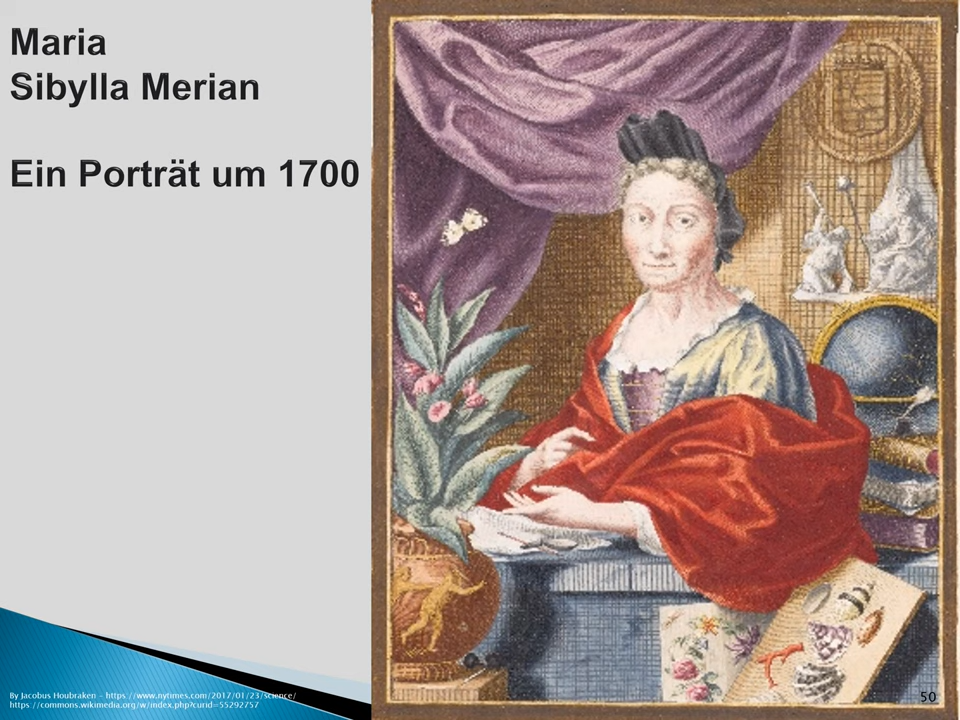 Maria
Sibylla Merian
Ein Porträt um 1700
By Jacobus Houbraken - https://www.nytimes.com/2017/01/23/science/
https://commons.wikimedia.org/w/index.php?curid=55292757
50